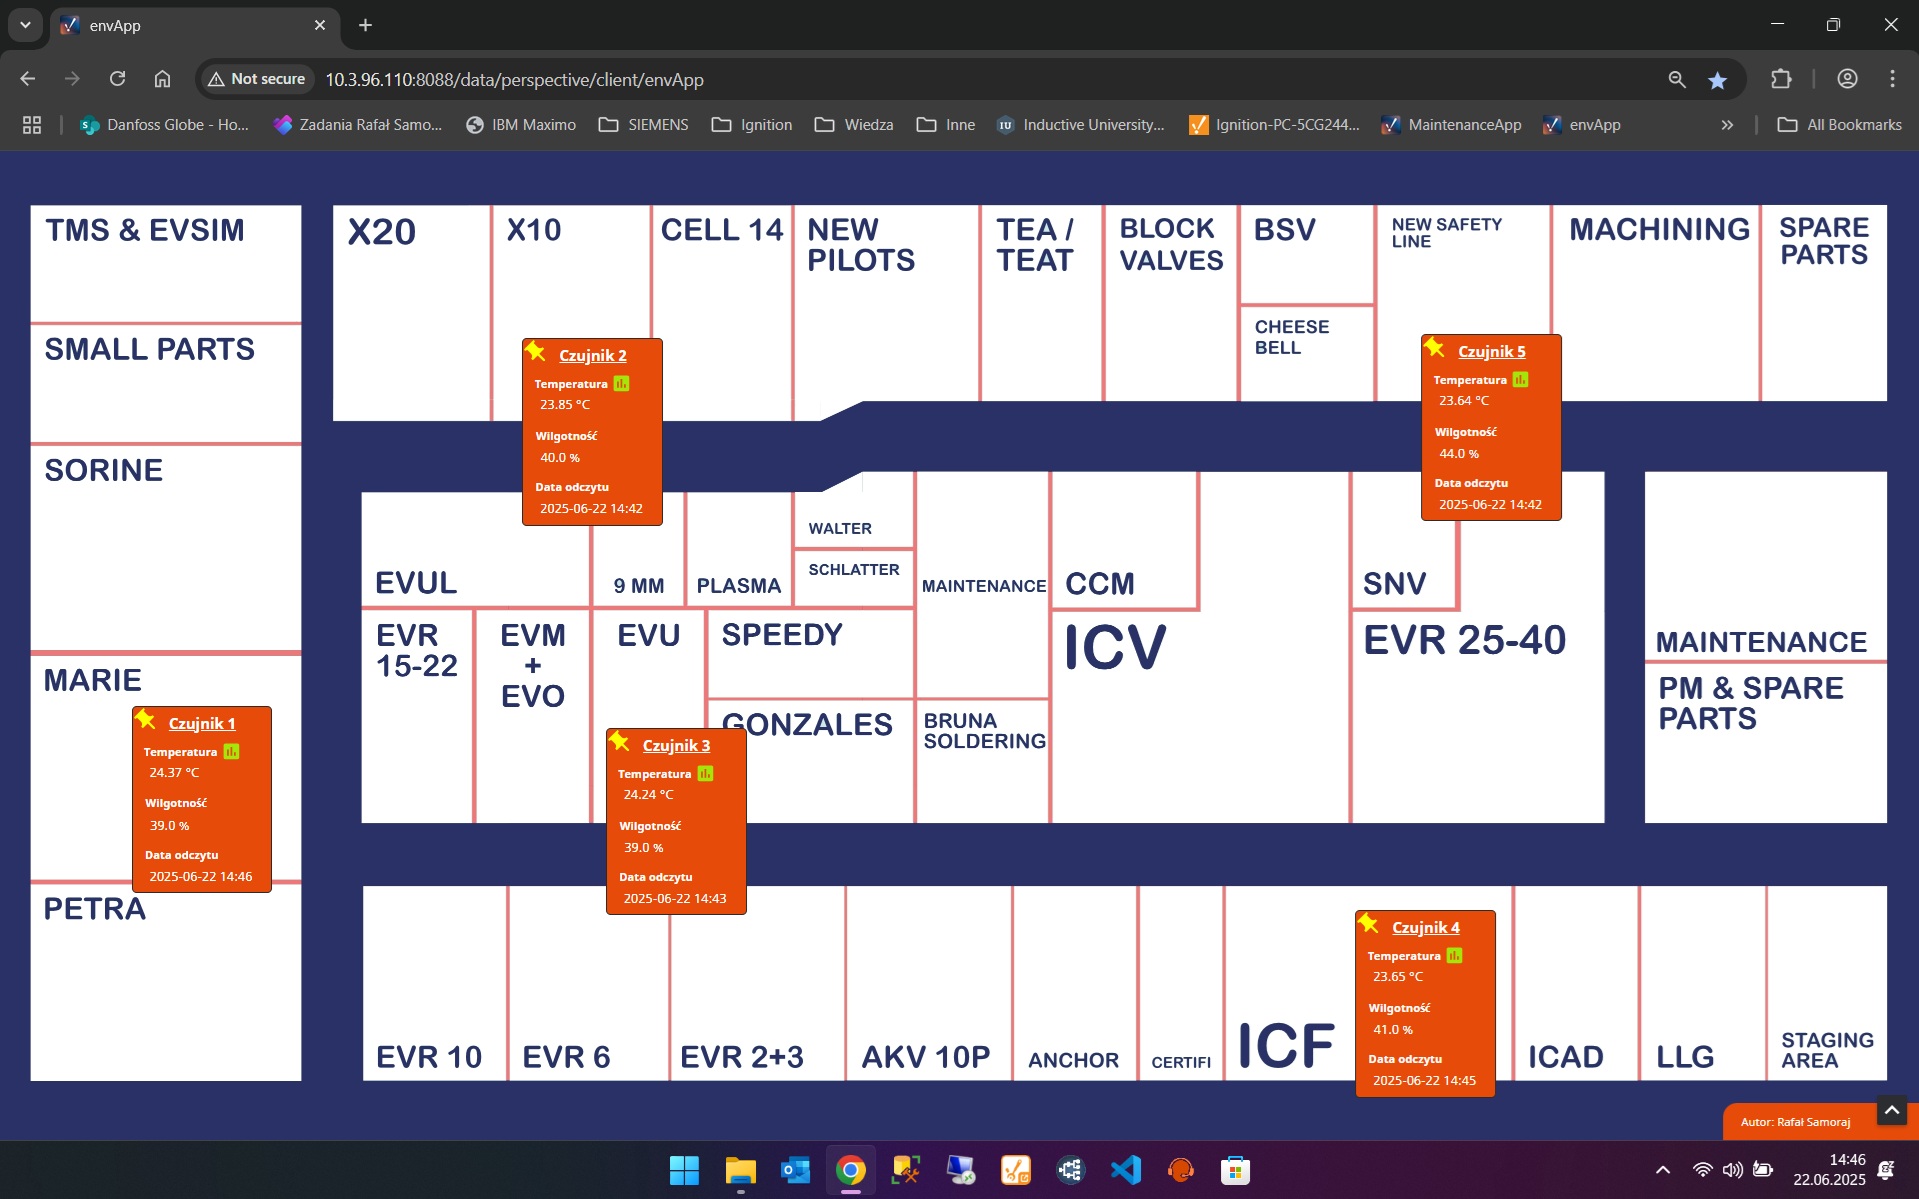 envApp
Not secure
10.3.96.110:8088/data/perspective/client/envApp
Danfoss Globe - Ho...
Zadania Rafał Samo...
IBM Maximo
SIEMENS
Ignition
Wiedza
Inne
Inductive University,...
Ignition-PC-5CG244...
MaintenanceApp
envApp
All Bookmarks
TMS & EVSIM
SMALL PARTS
SORINE
MARIE
PETRA
X20
X10
CELL 14
NEW
PILOTS
TEA /
TEAT
BLOCK
VALVES
BSV
CHEESE
BELL
NEW SAFETY
LINE
MACHINING
SPARE
PARTS
Czujnik 2
Temperatura
23.85 °C
Wilgotność
40.0 %
Data odczytu
2025-06-22 14:42
Czujnik 5
Temperatura
23.64 °C
Wilgotność
44.0 %
Data odczytu
2025-06-22 14:42
EVUL
9 MM
PLASMA
WALTER
SCHLATTER
MAINTENANCE
CCM
SNV
EVR
15-22
EVM
+
EVO
EVU
SPEEDY
GONZALES
BRUNA
SOLDERING
ICV
EVR 25-40
MAINTENANCE
PM & SPARE
PARTS
Czujnik 1
Temperatura
24.37 °C
Wilgotność
39.0 %
Data odczytu
2025-06-22 14:46
Czujnik 3
Temperatura
24.24 °C
Wilgotność
39.0 %
Data odczytu
2025-06-22 14:43
EVR 10
EVR 6
EVR 2+3
AKV 10P
ANCHOR
CERTIFI
ICF
Czujnik 4
Temperatura
23.65 °C
Wilgotność
41.0 %
Data odczytu
2025-06-22 14:45
ICAD
LLG
STAGING
AREA
Autor: Rafał Samoraj
14:46
22.06.2025